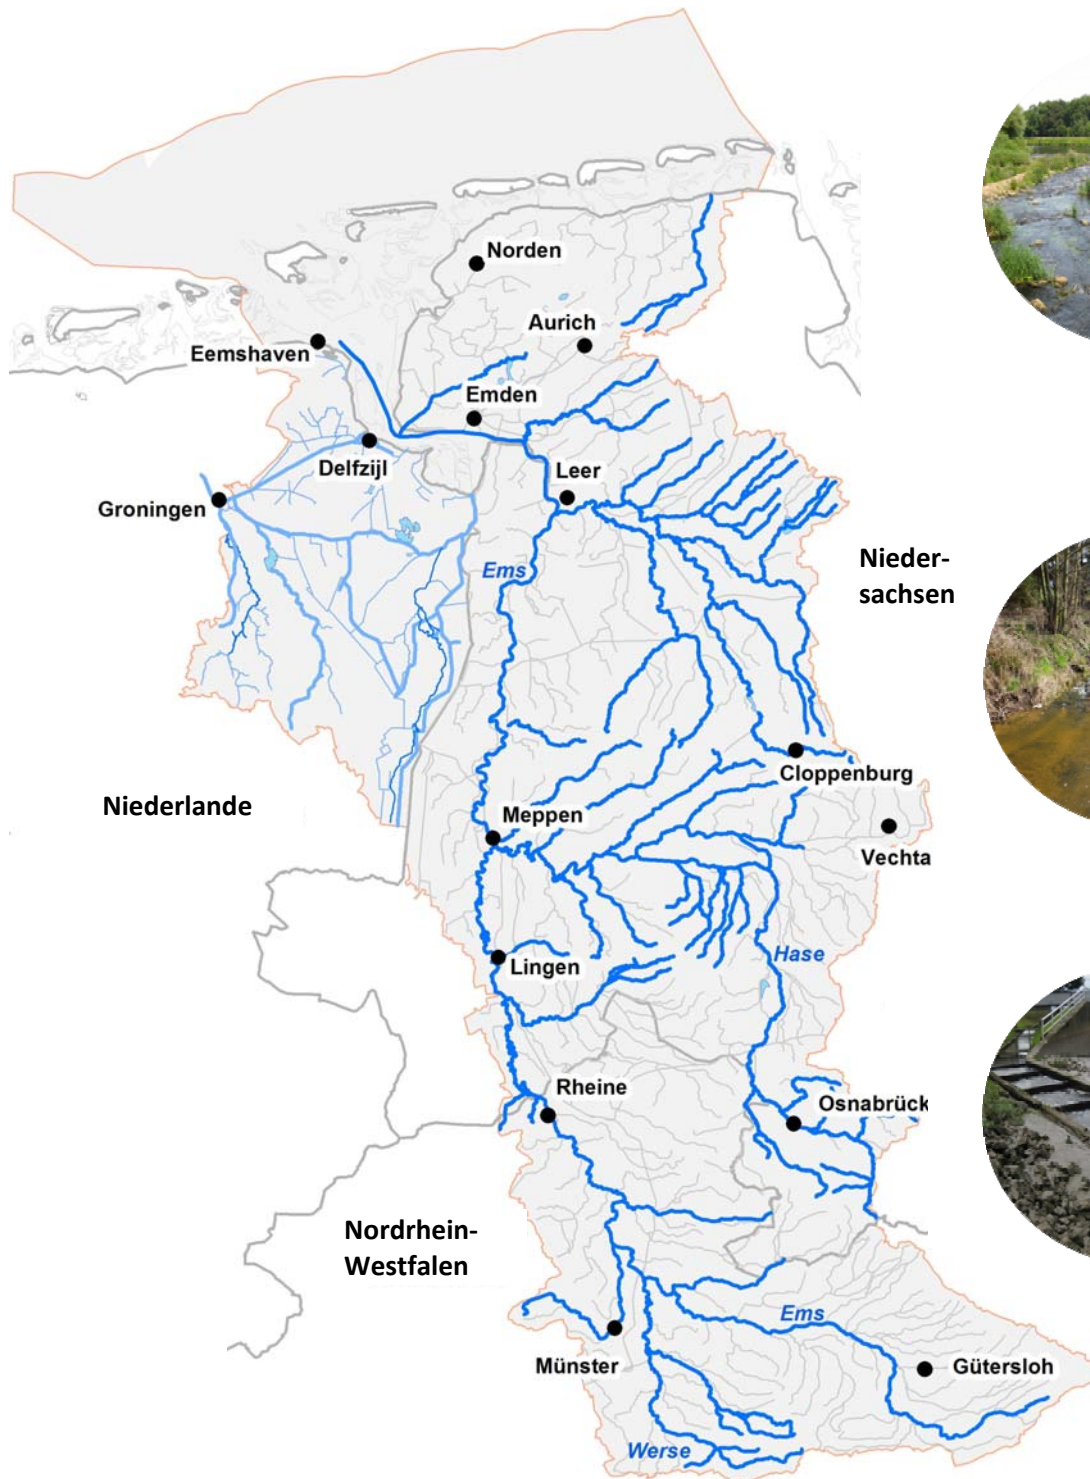 Norden
Aurich
Eemshaven
Emden
Delfzijl
Leer
Groningen
Ems
Nieder-
sachsen
Cloppenburg
Niederlande
Meppen
Vechta
Hase
Lingen
Rheine
Osnabrück
Nordrhein-
Westfalen
Ems
Münster
Gütersloh
Werse